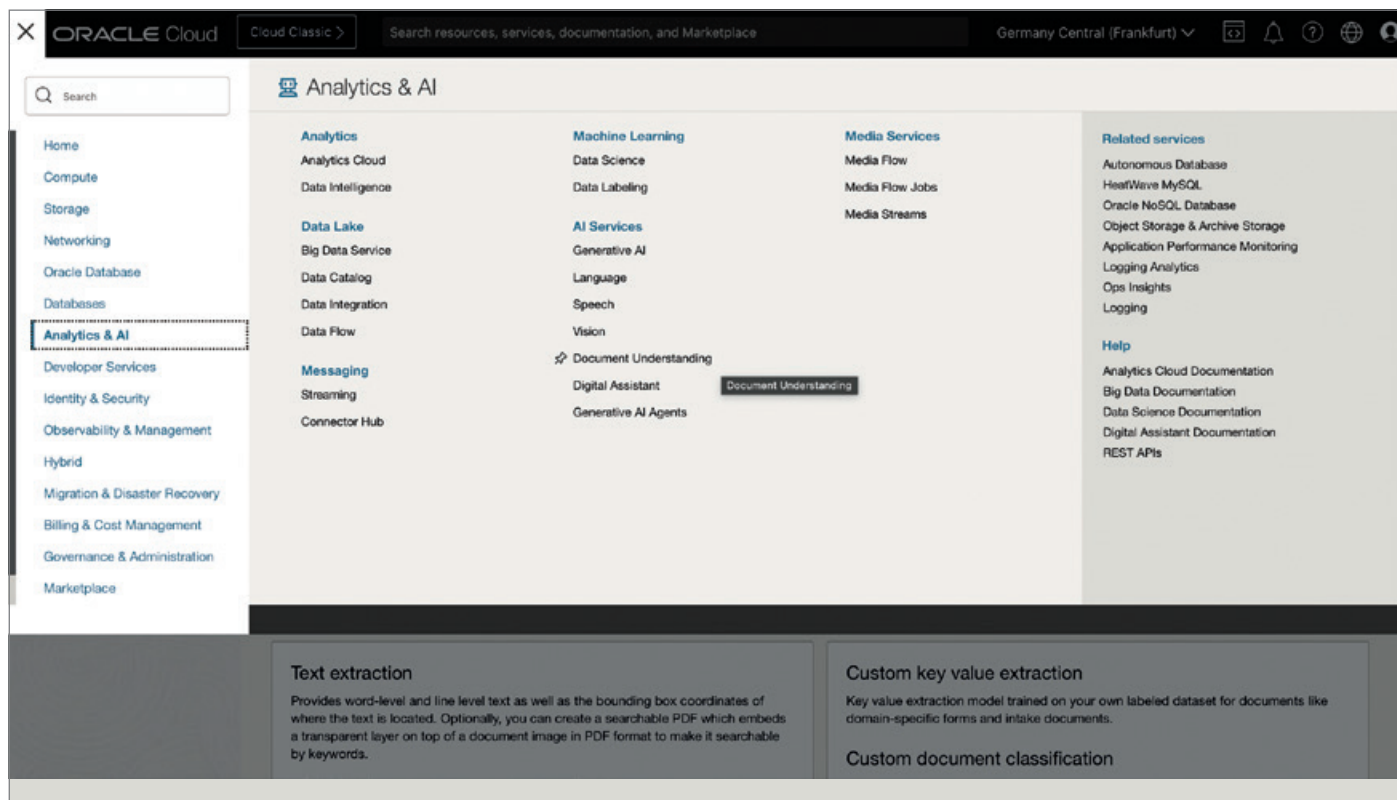 ORACLE Cloud
Cloud Classic >
Search resources, services, documentation, and Marketplace
Germany Central (Frankfurt)
Search
Home
Compute
Storage
Networking
Oracle Database
Databases
Analytics & AI
Developer Services
Identity & Security
Observability & Management
Hybrid
Migration & Disaster Recovery
Billing & Cost Management
Governance & Administration
Marketplace
Analytics & AI
Analytics
Analytics Cloud
Data Intelligence
Data Lake
Big Data Service
Data Catalog
Data Integration
Data Flow
Messaging
Streaming
Connector Hub
Machine Learning
Data Science
Data Labeling
AI Services
Generative AI
Language
Speech
Vision
Document Understanding
Digital Assistant
Document Understanding
Generative AI Agents
Media Services
Media Flow
Media Flow Jobs
Media Streams
Related services
Autonomous Database
HeatWave MySQL
Oracle NoSQL Database
Object Storage & Archive Storage
Application Performance Monitoring
Logging Analytics
Ops Insights
Logging
Help
Analytics Cloud Documentation
Big Data Documentation
Data Science Documentation
Digital Assistant Documentation
REST APIs
Text extraction
Provides word-level and line level text as well as the bounding box coordinates of
where the text is located. Optionally, you can create a searchable PDF which embeds
a transparent layer on top of a document image in PDF format to make it searchable
by keywords.
Custom key value extraction
Key value extraction model trained on your own labeled dataset for documents like
domain-specific forms and intake documents.
Custom document classification